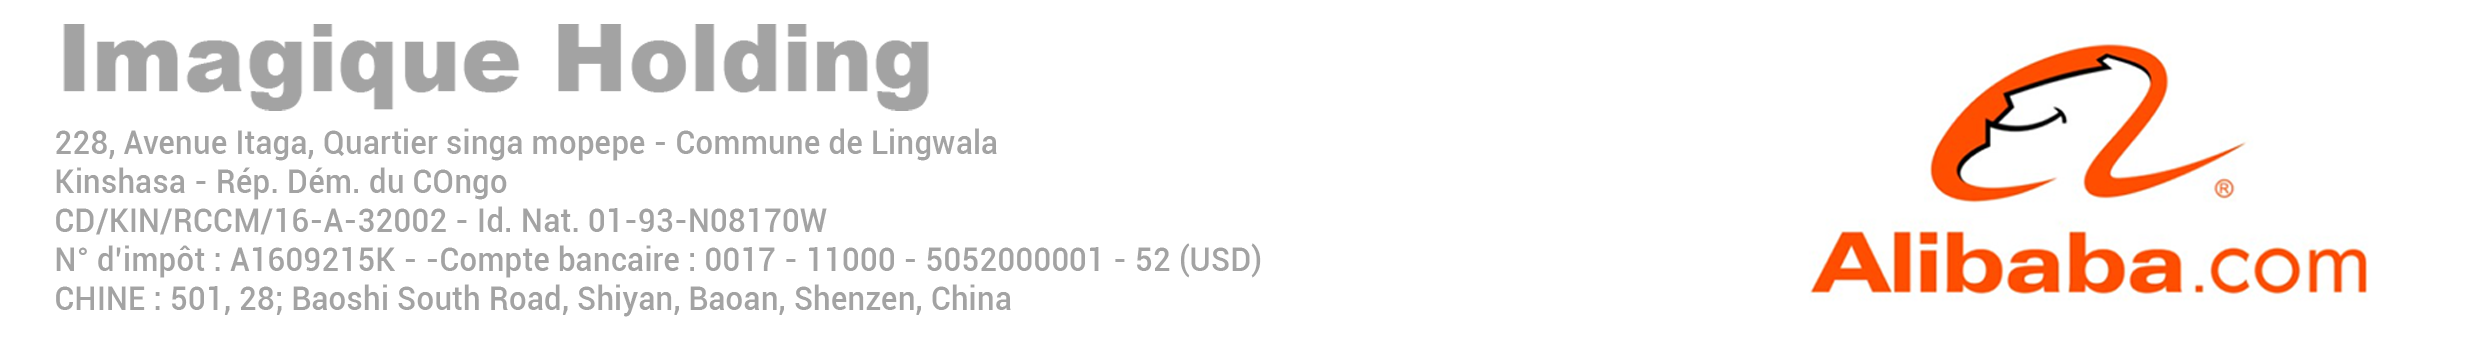 Imagique Holding
228, Avenue Itaga, Quartier singa mopepe - Commune de Lingwala
Kinshasa - Rép. Dém. du COngo
CD/KIN/RCCM/16-A-32002 - Id. Nat. 01-93-N08170W
N° d'impôt : A1609215K - -Compte bancaire : 0017 - 11000 - 5052000001 - 52 (USD)
CHINE : 501, 28; Baoshi South Road, Shiyan, Baoan, Shenzen, China
®
Alibaba.com